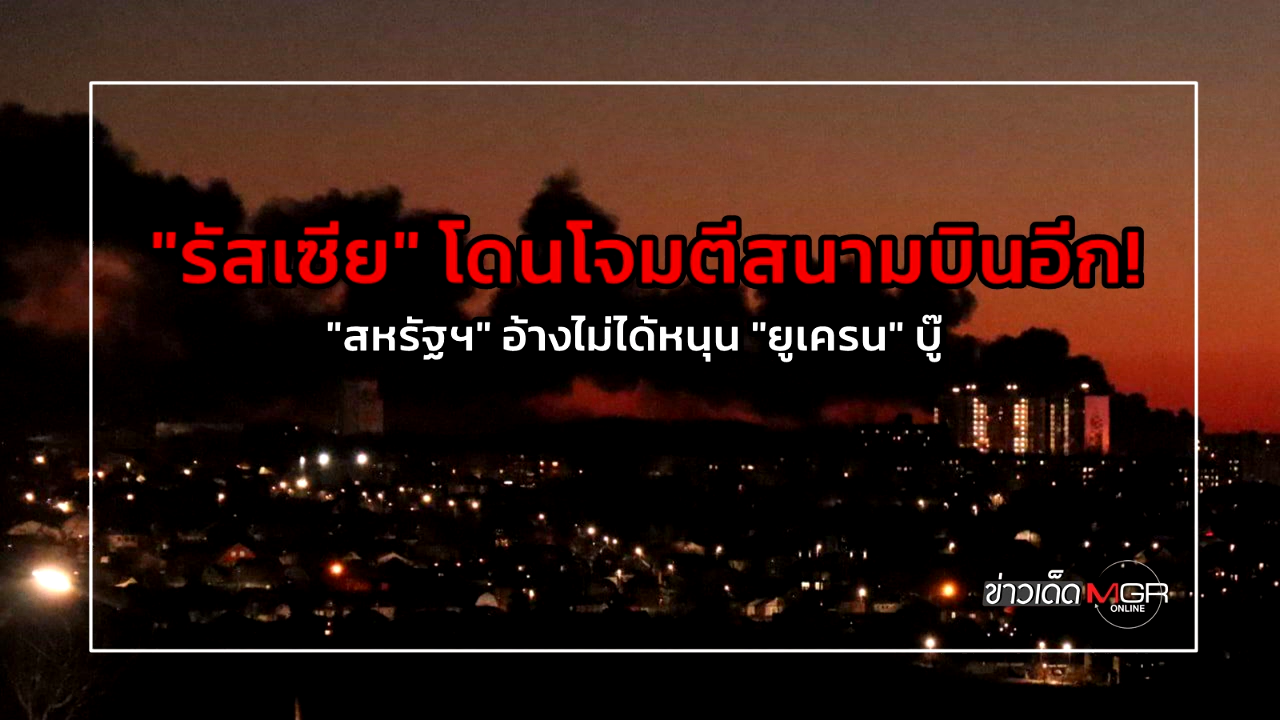 "รัสเซีย" โดนโจมตีสนามบินอีก!
"สหรัฐฯ" อ้างไม่ได้หนุน "ยูเครน" บู๊
ข่าวเด็ด MGR
ONLINE